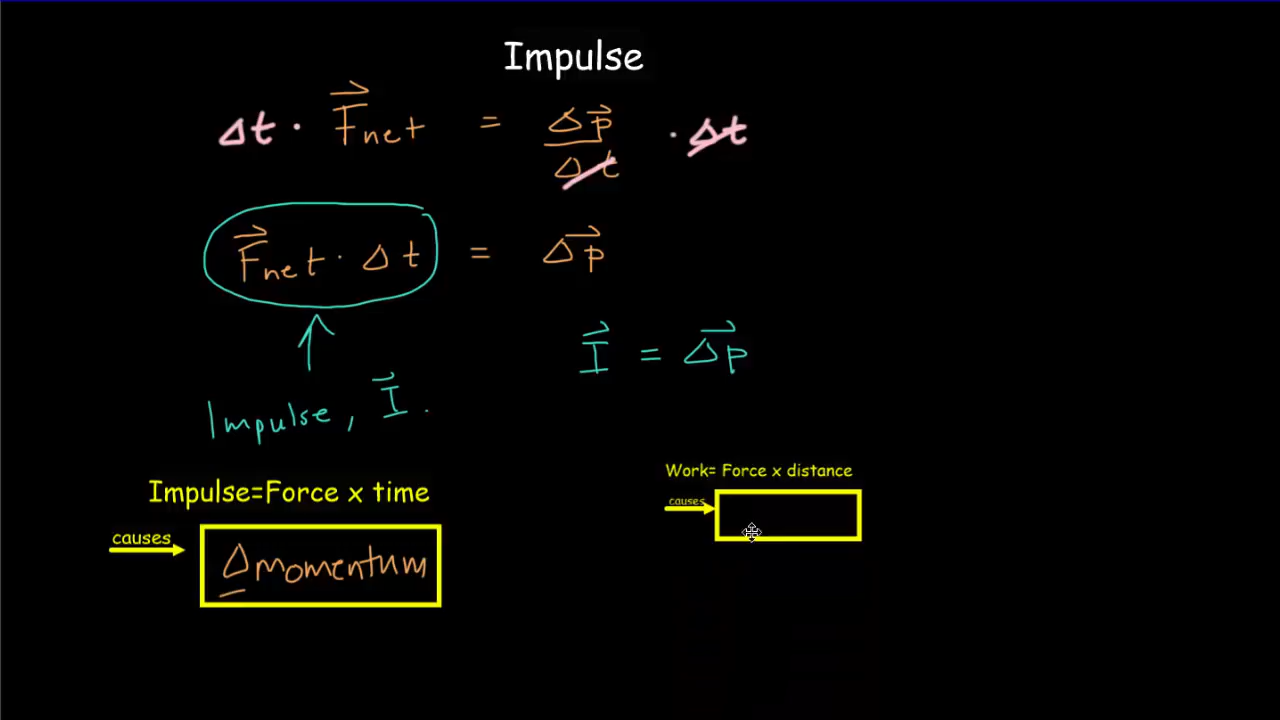 Impulse
Δt · F⃗net = Δp⃗/Δt · Δt
F⃗net · Δt = Δp⃗
I⃗ = Δp⃗
Impulse, I⃗.
Impulse=Force x time
causes
Δmomentum
Work= Force x distance
causes